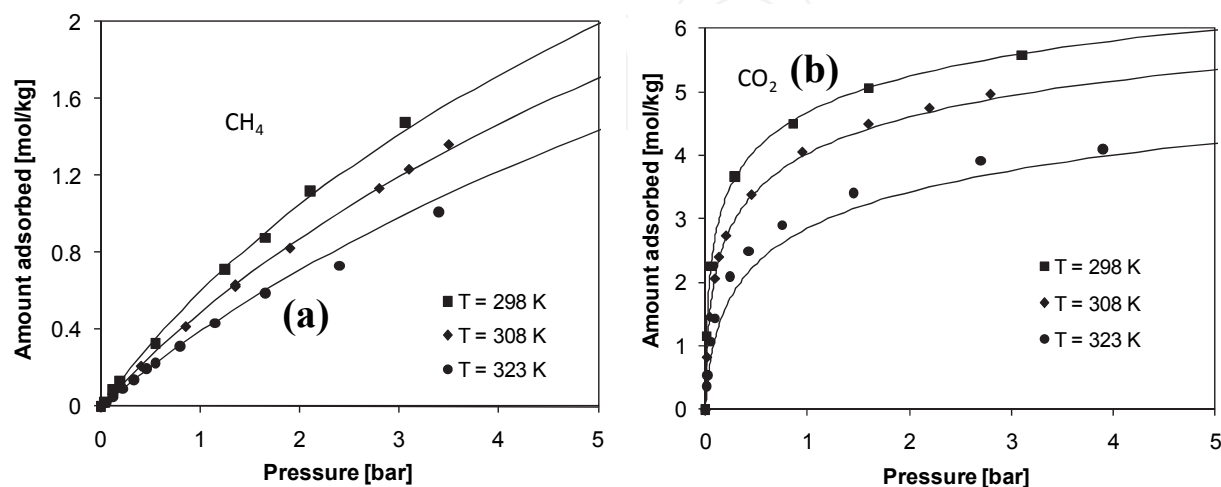 2
1.6
1.2
0.8
0.4
0
Amount adsorbed [mol/kg]
CH₄
(a)
T = 298 K
T = 308 K
T = 323 K
0 1 2 3 4 5
Pressure [bar]
6
5
4
3
2
1
0
Amount adsorbed [mol/kg]
CO₂ (b)
T = 298 K
T = 308 K
T = 323 K
0 1 2 3 4 5
Pressure [bar]